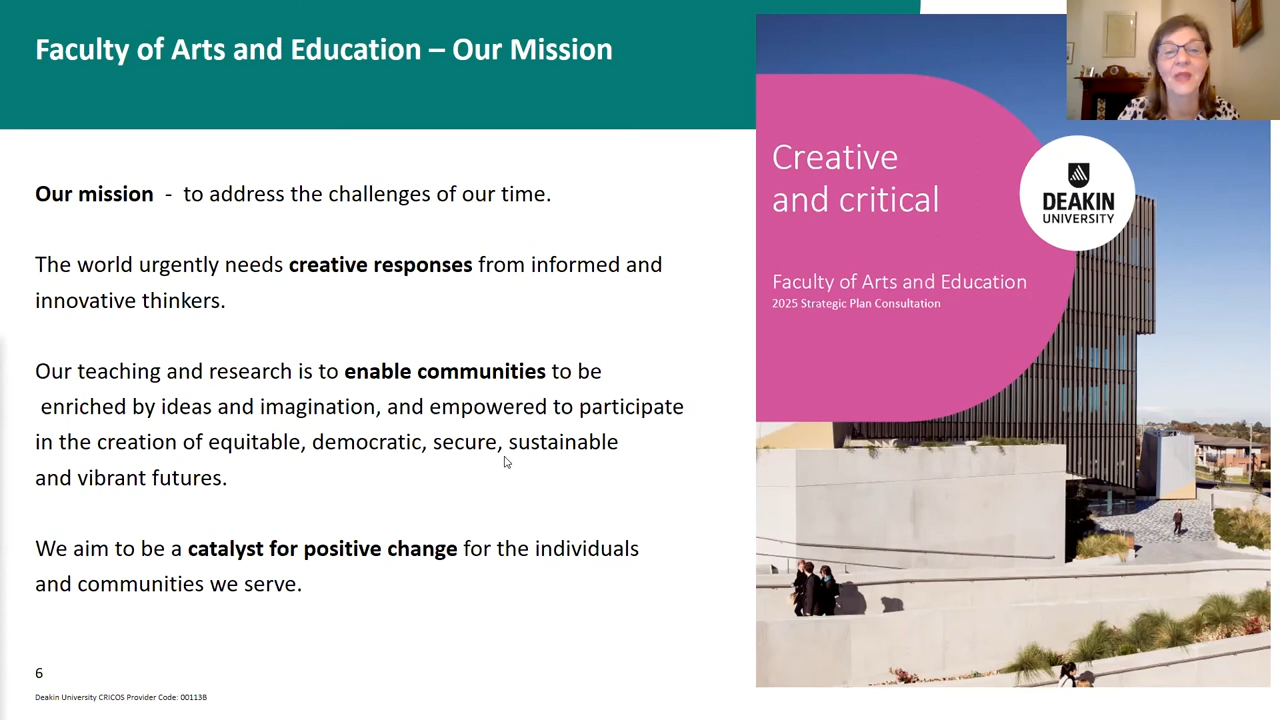 Faculty of Arts and Education – Our Mission
Our mission - to address the challenges of our time.
The world urgently needs creative responses from informed and
innovative thinkers.
Our teaching and research is to enable communities to be
enriched by ideas and imagination, and empowered to participate
in the creation of equitable, democratic, secure, sustainable
and vibrant futures.
We aim to be a catalyst for positive change for the individuals
and communities we serve.
6
Deakin University CRICOS Provider Code: 00113B
Creative
and critical
DEAKIN
UNIVERSITY
Faculty of Arts and Education
2025 Strategic Plan Consultation